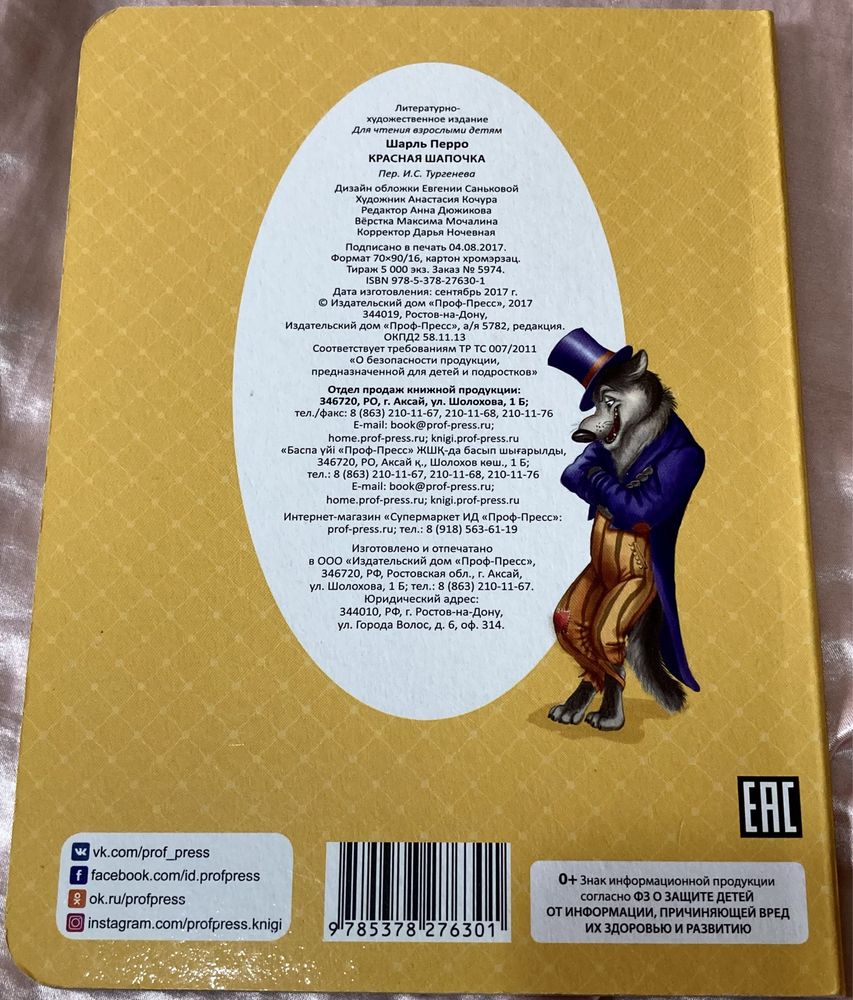 Литературно-
художественное издание
Для чтения взрослыми детям
Шарль Перро
КРАСНАЯ ШАПОЧКА
Пер. И.С. Тургенева
Дизайн обложки Евгении Саньковой
Художник Анастасия Кочура
Редактор Анна Дюжикова
Вёрстка Максима Мочалина
Корректор Дарья Ночевная
Подписано в печать 04.08.2017.
Формат 70×90/16, картон хромэрзац.
Тираж 5 000 экз. Заказ № 5974.
ISBN 978-5-378-27630-1
Дата изготовления: сентябрь 2017 г.
© Издательский дом «Проф-Пресс», 2017
344019, Ростов-на-Дону,
Издательский дом «Проф-Пресс», а/я 5782, редакция.
ОКПД2 58.11.13
Соответствует требованиям ТР ТС 007/2011
«О безопасности продукции,
предназначенной для детей и подростков»
Отдел продаж книжной продукции:
346720, РО, г. Аксай, ул. Шолохова, 1 Б;
тел./факс: 8 (863) 210-11-67, 210-11-68, 210-11-76
E-mail: book@prof-press.ru;
home.prof-press.ru; knigi.prof-press.ru
«Баспа үйі «Проф-Пресс» ЖШҚ-да басып шығарылды,
346720, РО, Аксай қ., Шолохов көш., 1 Б;
тел.: 8 (863) 210-11-67, 210-11-68, 210-11-76
E-mail: book@prof-press.ru;
home.prof-press.ru; knigi.prof-press.ru
Интернет-магазин «Супермаркет ИД «Проф-Пресс»:
prof-press.ru; тел.: 8 (918) 563-61-19
Изготовлено и отпечатано
в ООО «Издательский дом «Проф-Пресс»,
346720, РФ, Ростовская обл., г. Аксай,
ул. Шолохова, 1 Б; тел.: 8 (863) 210-11-67.
Юридический адрес:
344010, РФ, г. Ростов-на-Дону,
ул. Города Волос, д. 6, оф. 314.
EAC
vk.com/prof_press
facebook.com/id.profpress
ok.ru/profpress
instagram.com/profpress.knigi
9 785378 276301
0+ Знак информационной продукции
согласно ФЗ О ЗАЩИТЕ ДЕТЕЙ
ОТ ИНФОРМАЦИИ, ПРИЧИНЯЮЩЕЙ ВРЕД
ИХ ЗДОРОВЬЮ И РАЗВИТИЮ